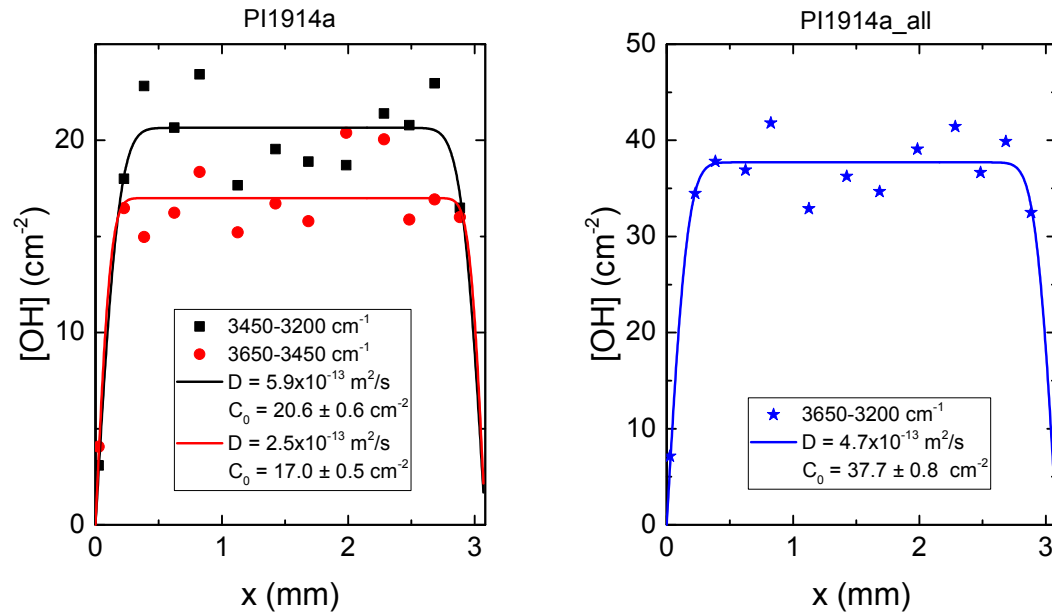 PI1914a
[OH] (cm⁻²)
20
10
0
3450-3200 cm⁻¹
3650-3450 cm⁻¹
D = 5.9x10⁻¹³ m²/s
C₀ = 20.6 ± 0.6 cm⁻²
D = 2.5x10⁻¹³ m²/s
C₀ = 17.0 ± 0.5 cm⁻²
0 1 2 3
x (mm)
PI1914a_all
[OH] (cm⁻²)
50
40
30
20
10
0
3650-3200 cm⁻¹
D = 4.7x10⁻¹³ m²/s
C₀ = 37.7 ± 0.8 cm⁻²
0 1 2 3
x (mm)